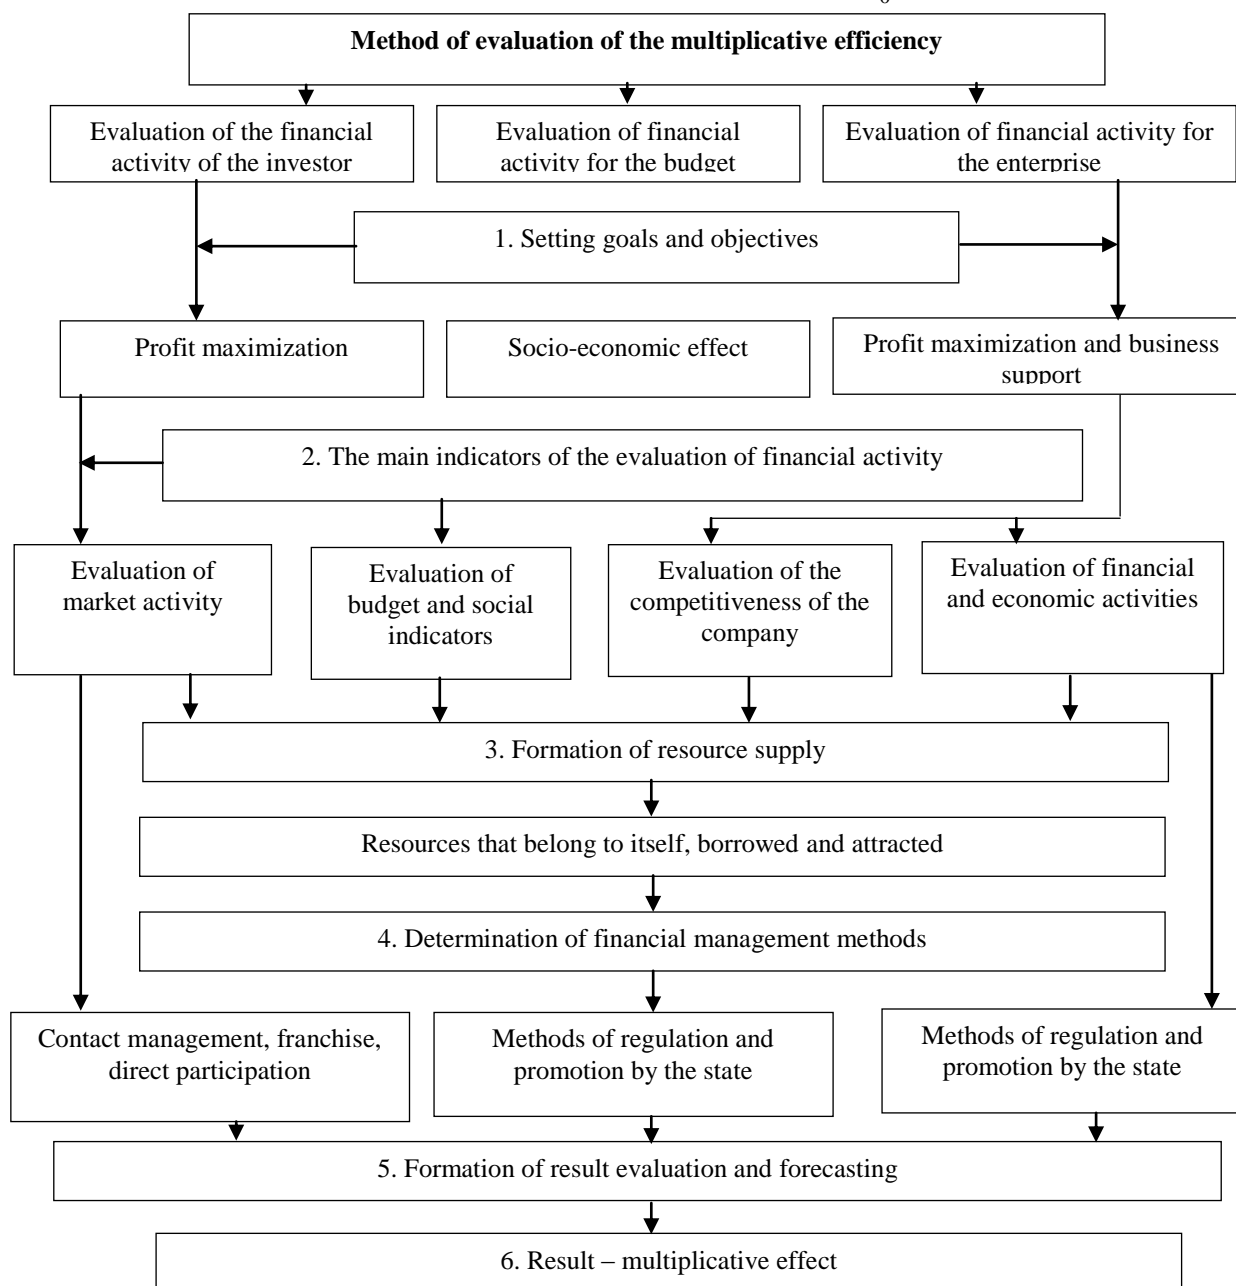 Method of evaluation of the multiplicative efficiency
Evaluation of the financial
activity of the investor
Evaluation of financial
activity for the budget
Evaluation of financial activity for
the enterprise
1. Setting goals and objectives
Profit maximization
Socio-economic effect
Profit maximization and business
support
2. The main indicators of the evaluation of financial activity
Evaluation of
market activity
Evaluation of
budget and social
indicators
Evaluation of the
competitiveness of the
company
Evaluation of financial
and economic activities
3. Formation of resource supply
Resources that belong to itself, borrowed and attracted
4. Determination of financial management methods
Contact management, franchise,
direct participation
Methods of regulation and
promotion by the state
Methods of regulation and
promotion by the state
5. Formation of result evaluation and forecasting
6. Result – multiplicative effect